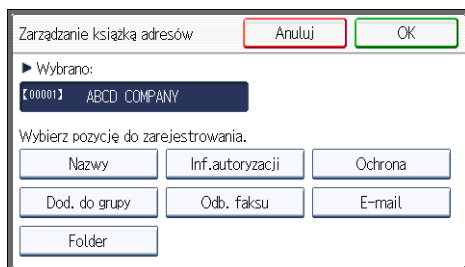 Zarządzanie książką adresów Anuluj OK
▶ Wybrano:
【00001】 ABCD COMPANY
Wybierz pozycję do zarejestrowania.
Nazwy Inf.autoryzacji Ochrona
Dod. do grupy Odb. faksu E-mail
Folder